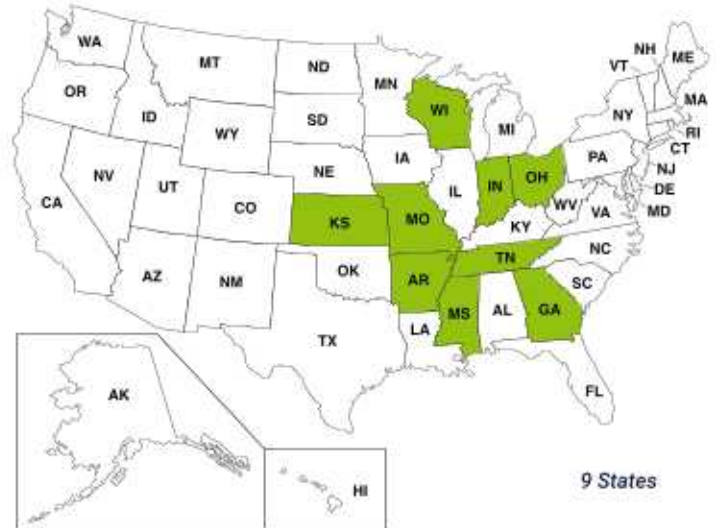 WA
MT
ND
MN
OR
ID
SD
WI
WY
MI
NH
VT
ME
NY
MA
RI
CT
PA
NJ
DE
MD
IA
NE
NV
UT
CO
CA
IL
IN
OH
WV
VA
KY
KS
MO
NC
TN
OK
AR
SC
AZ
NM
MS
AL
GA
LA
TX
FL
AK
HI
9 States